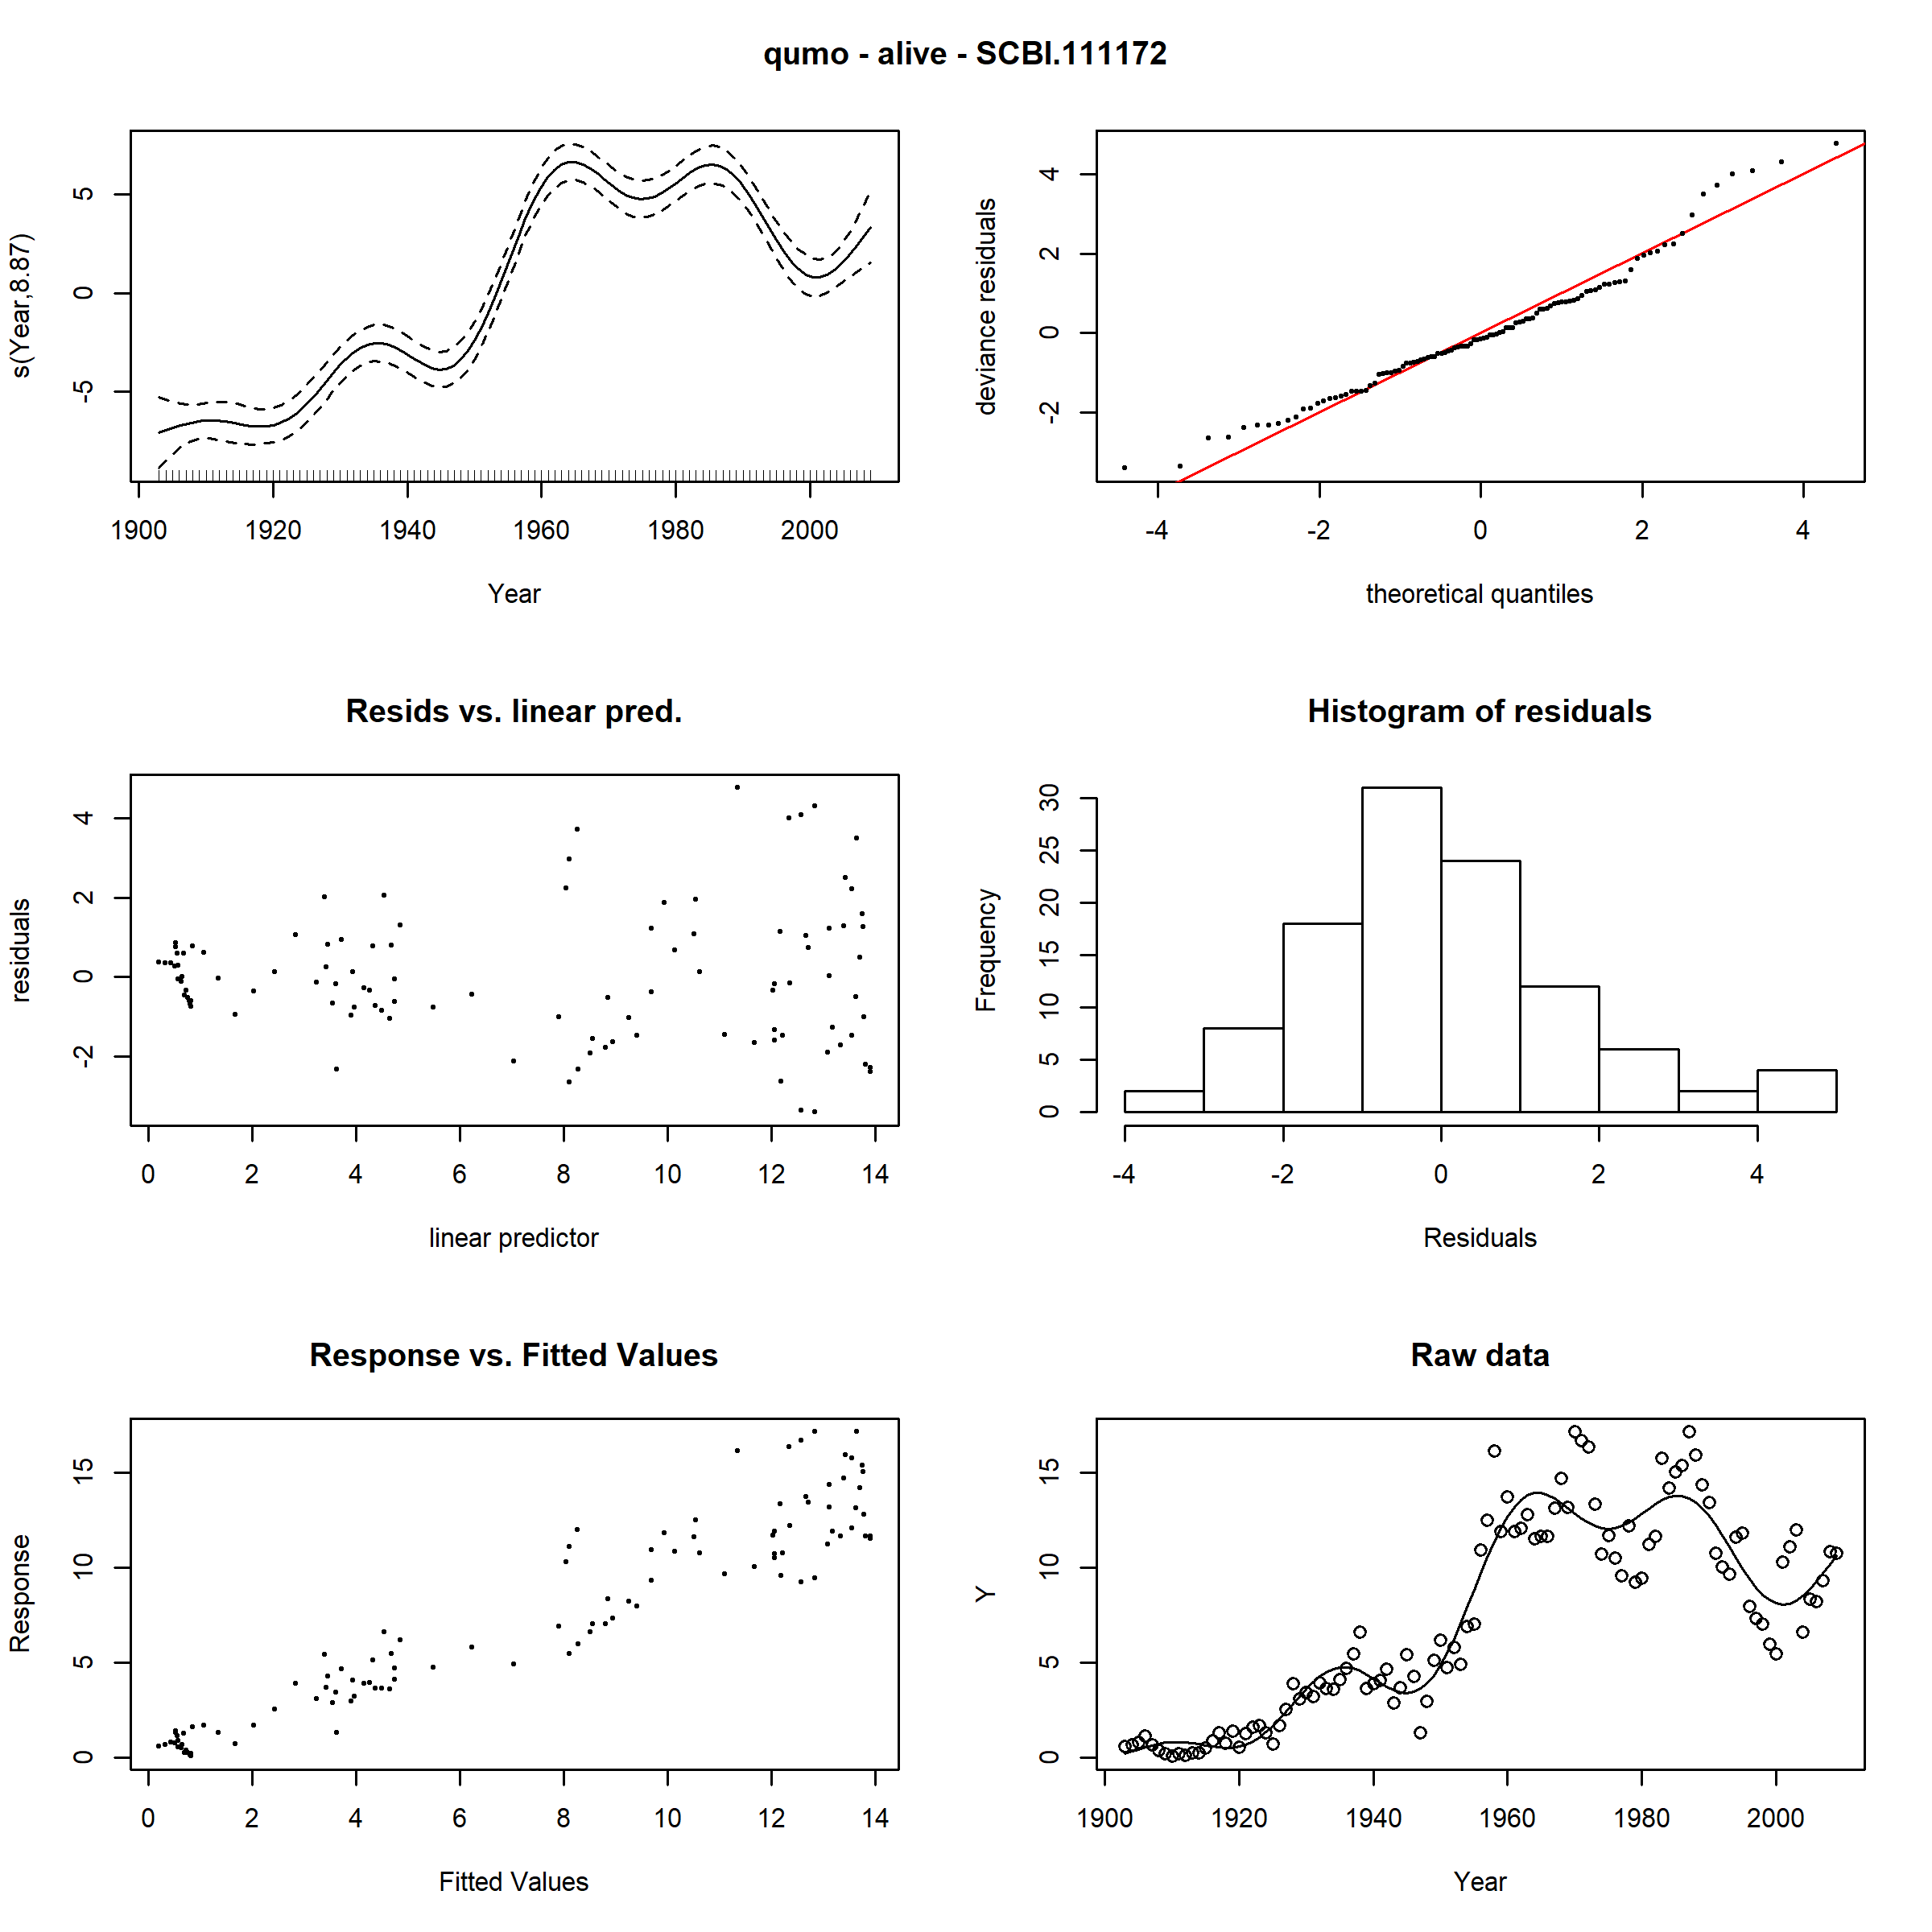 qumo - alive - SCBI.111172
s(Year,8.87)
5
0
-5
1900 1920 1940 1960 1980 2000
Year
deviance residuals
4
2
0
-2
-4 -2 0 2 4
theoretical quantiles
Resids vs. linear pred.
residuals
4
2
0
-2
0 2 4 6 8 10 12 14
linear predictor
Histogram of residuals
Frequency
30
25
20
15
10
5
0
-4 -2 0 2 4
Residuals
Response vs. Fitted Values
Response
15
10
5
0
0 2 4 6 8 10 12 14
Fitted Values
Raw data
Y
15
10
5
0
1900 1920 1940 1960 1980 2000
Year